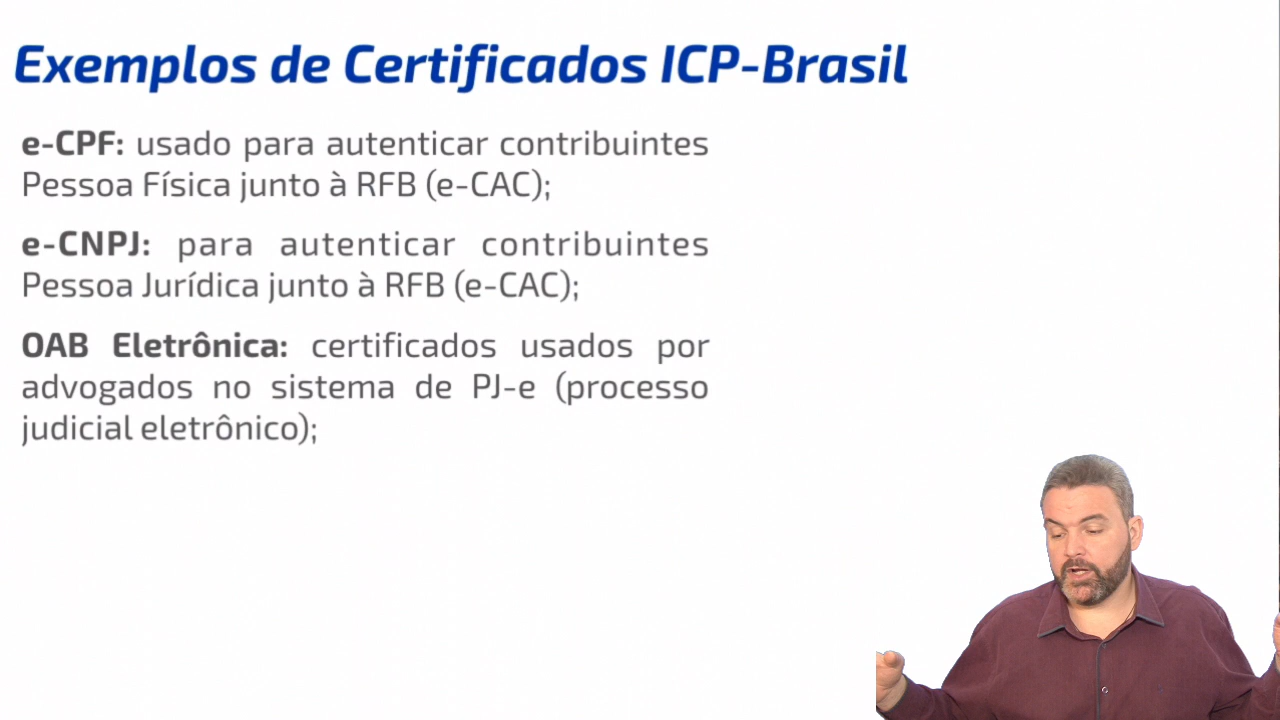 Exemplos de Certificados ICP-Brasil
e-CPF: usado para autenticar contribuintes
Pessoa Física junto à RFB (e-CAC);
e-CNPJ: para autenticar contribuintes
Pessoa Jurídica junto à RFB (e-CAC);
OAB Eletrônica: certificados usados por
advogados no sistema de PJ-e (processo
judicial eletrônico);